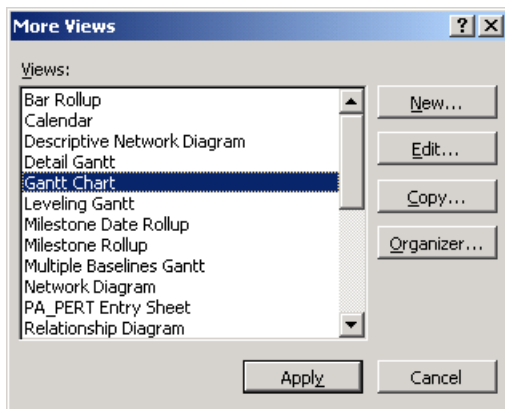 More Views
Views:
Bar Rollup
Calendar
Descriptive Network Diagram
Detail Gantt
Gantt Chart
Leveling Gantt
Milestone Date Rollup
Milestone Rollup
Multiple Baselines Gantt
Network Diagram
PA_PERT Entry Sheet
Relationship Diagram
New...
Edit...
Copy...
Organizer...
Apply
Cancel